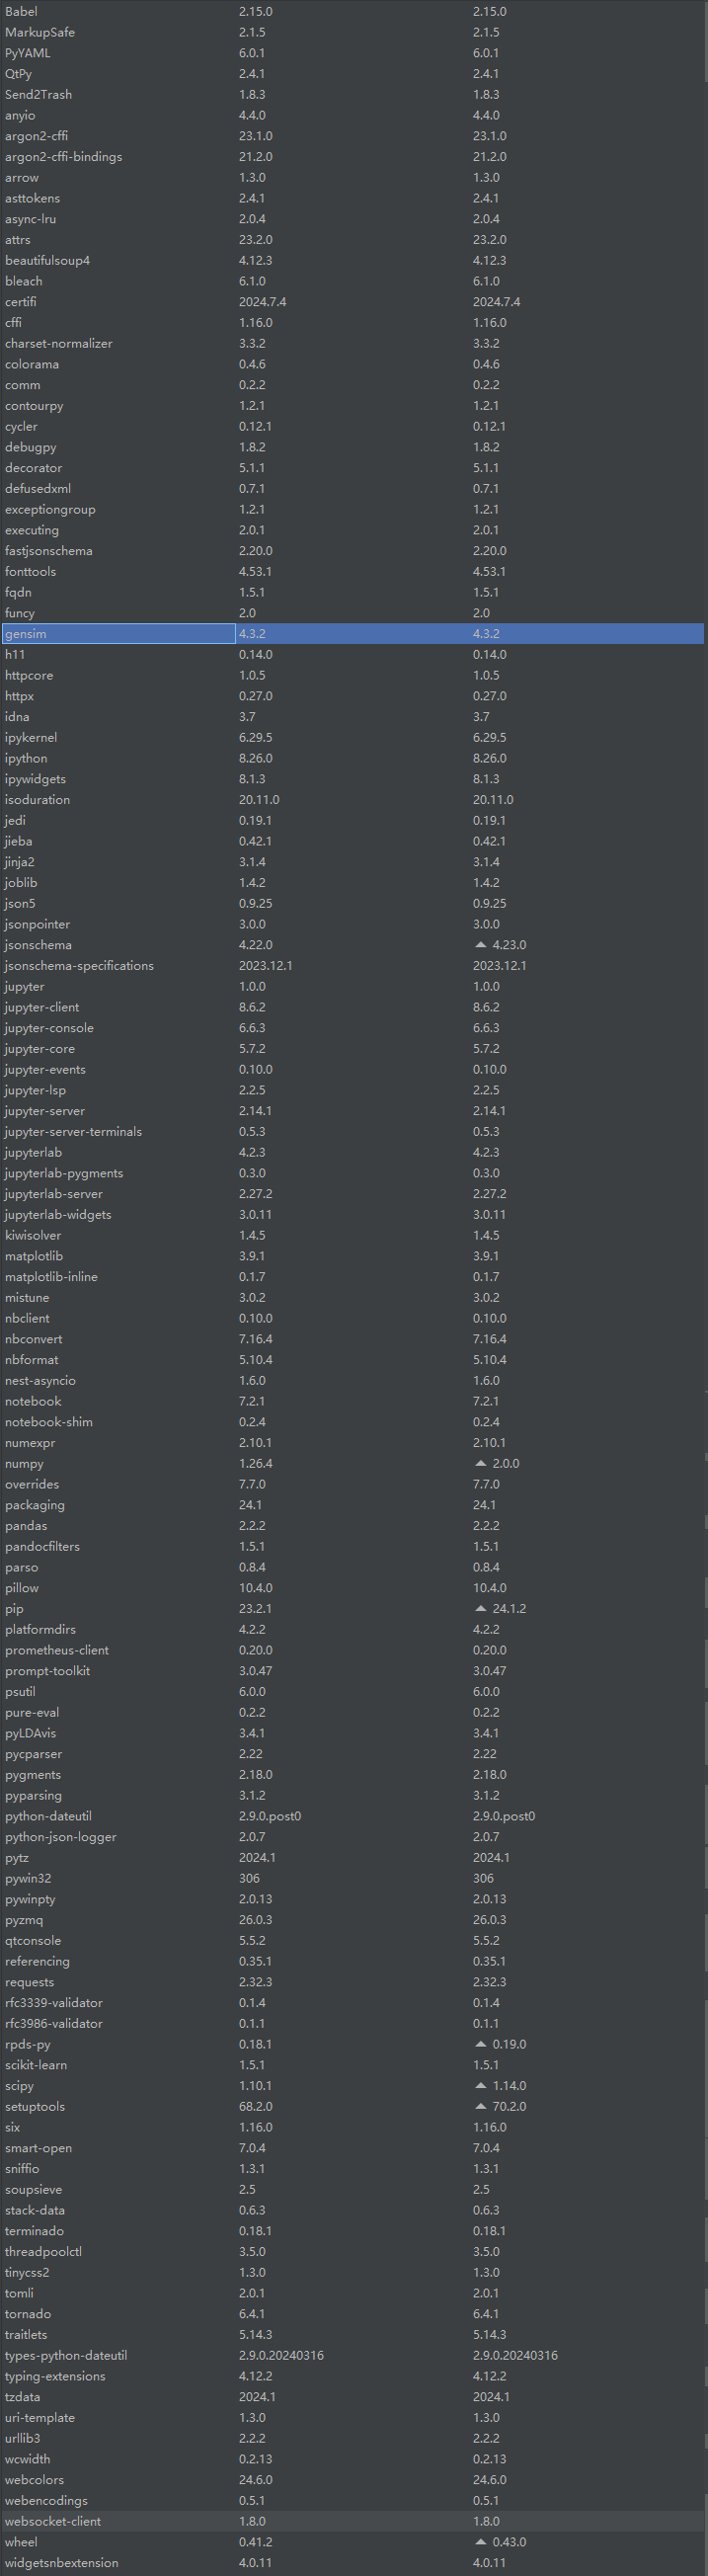 Babel 2.15.0 2.15.0
MarkupSafe 2.1.5 2.1.5
PyYAML 6.0.1 6.0.1
QtPy 2.4.1 2.4.1
Send2Trash 1.8.3 1.8.3
anyio 4.4.0 4.4.0
argon2-cffi 23.1.0 23.1.0
argon2-cffi-bindings 21.2.0 21.2.0
arrow 1.3.0 1.3.0
asttokens 2.4.1 2.4.1
async-lru 2.0.4 2.0.4
attrs 23.2.0 23.2.0
beautifulsoup4 4.12.3 4.12.3
bleach 6.1.0 6.1.0
certifi 2024.7.4 2024.7.4
cffi 1.16.0 1.16.0
charset-normalizer 3.3.2 3.3.2
colorama 0.4.6 0.4.6
comm 0.2.2 0.2.2
contourpy 1.2.1 1.2.1
cycler 0.12.1 0.12.1
debugpy 1.8.2 1.8.2
decorator 5.1.1 5.1.1
defusedxml 0.7.1 0.7.1
exceptiongroup 1.2.1 1.2.1
executing 2.0.1 2.0.1
fastjsonschema 2.20.0 2.20.0
fonttools 4.53.1 4.53.1
fqdn 1.5.1 1.5.1
funcy 2.0 2.0
gensim 4.3.2 4.3.2
h11 0.14.0 0.14.0
httpcore 1.0.5 1.0.5
httpx 0.27.0 0.27.0
idna 3.7 3.7
ipykernel 6.29.5 6.29.5
ipython 8.26.0 8.26.0
ipywidgets 8.1.3 8.1.3
isoduration 20.11.0 20.11.0
jedi 0.19.1 0.19.1
jieba 0.42.1 0.42.1
jinja2 3.1.4 3.1.4
joblib 1.4.2 1.4.2
json5 0.9.25 0.9.25
jsonpointer 3.0.0 3.0.0
jsonschema 4.22.0 4.23.0
jsonschema-specifications 2023.12.1 2023.12.1
jupyter 1.0.0 1.0.0
jupyter-client 8.6.2 8.6.2
jupyter-console 6.6.3 6.6.3
jupyter-core 5.7.2 5.7.2
jupyter-events 0.10.0 0.10.0
jupyter-lsp 2.2.5 2.2.5
jupyter-server 2.14.1 2.14.1
jupyter-server-terminals 0.5.3 0.5.3
jupyterlab 4.2.3 4.2.3
jupyterlab-pygments 0.3.0 0.3.0
jupyterlab-server 2.27.2 2.27.2
jupyterlab-widgets 3.0.11 3.0.11
kiwisolver 1.4.5 1.4.5
matplotlib 3.9.1 3.9.1
matplotlib-inline 0.1.7 0.1.7
mistune 3.0.2 3.0.2
nbclient 0.10.0 0.10.0
nbconvert 7.16.4 7.16.4
nbformat 5.10.4 5.10.4
nest-asyncio 1.6.0 1.6.0
notebook 7.2.1 7.2.1
notebook-shim 0.2.4 0.2.4
numexpr 2.10.1 2.10.1
numpy 1.26.4 2.0.0
overrides 7.7.0 7.7.0
packaging 24.1 24.1
pandas 2.2.2 2.2.2
pandocfilters 1.5.1 1.5.1
parso 0.8.4 0.8.4
pillow 10.4.0 10.4.0
pip 23.2.1 24.1.2
platformdirs 4.2.2 4.2.2
prometheus-client 0.20.0 0.20.0
prompt-toolkit 3.0.47 3.0.47
psutil 6.0.0 6.0.0
pure-eval 0.2.2 0.2.2
pyLDAvis 3.4.1 3.4.1
pycparser 2.22 2.22
pygments 2.18.0 2.18.0
pyparsing 3.1.2 3.1.2
python-dateutil 2.9.0.post0 2.9.0.post0
python-json-logger 2.0.7 2.0.7
pytz 2024.1 2024.1
pywin32 306 306
pywinpty 2.0.13 2.0.13
pyzmq 26.0.3 26.0.3
qtconsole 5.5.2 5.5.2
referencing 0.35.1 0.35.1
requests 2.32.3 2.32.3
rfc3339-validator 0.1.4 0.1.4
rfc3986-validator 0.1.1 0.1.1
rpds-py 0.18.1 0.19.0
scikit-learn 1.5.1 1.5.1
scipy 1.10.1 1.14.0
setuptools 68.2.0 70.2.0
six 1.16.0 1.16.0
smart-open 7.0.4 7.0.4
sniffio 1.3.1 1.3.1
soupsieve 2.5 2.5
stack-data 0.6.3 0.6.3
terminado 0.18.1 0.18.1
threadpoolctl 3.5.0 3.5.0
tinycss2 1.3.0 1.3.0
tomli 2.0.1 2.0.1
tornado 6.4.1 6.4.1
traitlets 5.14.3 5.14.3
types-python-dateutil 2.9.0.20240316 2.9.0.20240316
typing-extensions 4.12.2 4.12.2
tzdata 2024.1 2024.1
uri-template 1.3.0 1.3.0
urllib3 2.2.2 2.2.2
wcwidth 0.2.13 0.2.13
webcolors 24.6.0 24.6.0
webencodings 0.5.1 0.5.1
websocket-client 1.8.0 1.8.0
wheel 0.41.2 0.43.0
widgetsnbextension 4.0.11 4.0.11